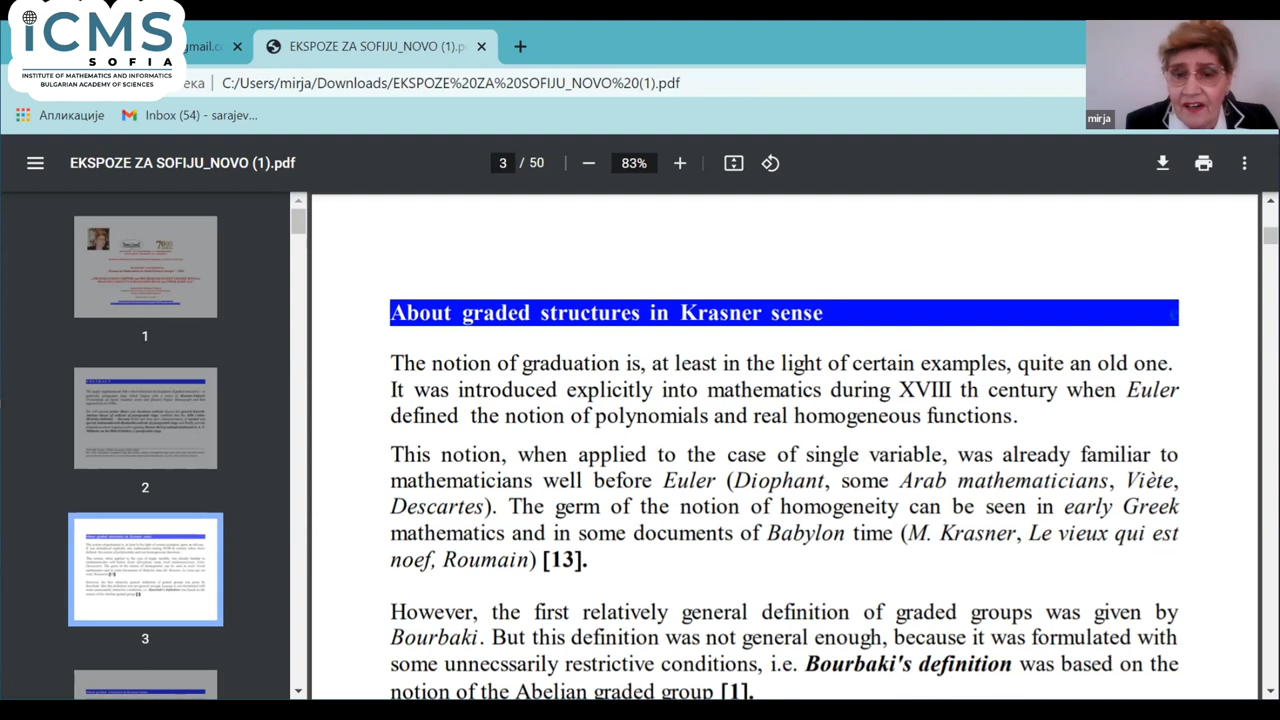 iCMS
SOFIA
INSTITUTE OF MATHEMATICS AND INFORMATICS
BULGARIAN ACADEMY OF SCIENCES
gmail.c
EKSPOZE ZA SOFIJU_NOVO (1).p
ека C:/Users/mirja/Downloads/EKSPOZE%20ZA%20SOFIJU_NOVO%20(1).pdf
Апликације Inbox (54) - sarajev...
mirja
EKSPOZE ZA SOFIJU_NOVO (1).pdf 3 / 50 83%
1
2
3
About graded structures in Krasner sense
The notion of graduation is, at least in the light of certain examples, quite an old one.
It was introduced explicitly into mathematics during XVIII th century when Euler
defined the notion of polynomials and real homogeneous functions.
This notion, when applied to the case of single variable, was already familiar to
mathematicians well before Euler (Diophant, some Arab mathematicians, Viète,
Descartes). The germ of the notion of homogeneity can be seen in early Greek
mathematics and in some documents of Babylon time (M. Krasner, Le vieux qui est
noef, Roumain) [13].
However, the first relatively general definition of graded groups was given by
Bourbaki. But this definition was not general enough, because it was formulated with
some unnecssarily restrictive conditions, i.e. Bourbaki's definition was based on the
notion of the Abelian graded group [1].